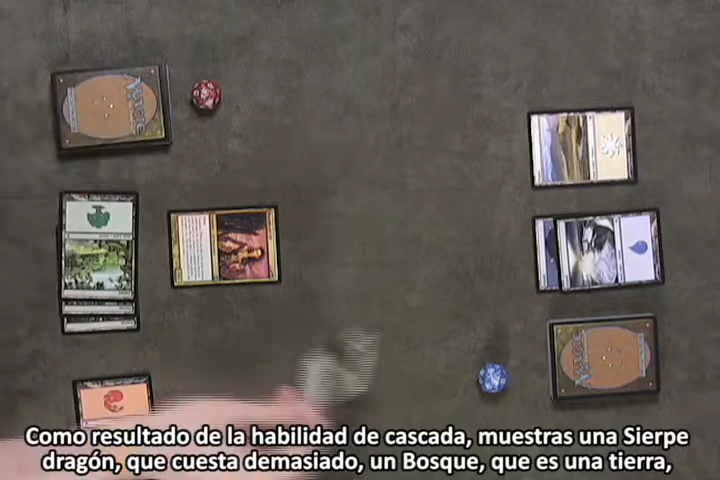 Como resultado de la habilidad de cascada, muestras una Sierpe
dragón, que cuesta demasiado, un Bosque, que es una tierra,